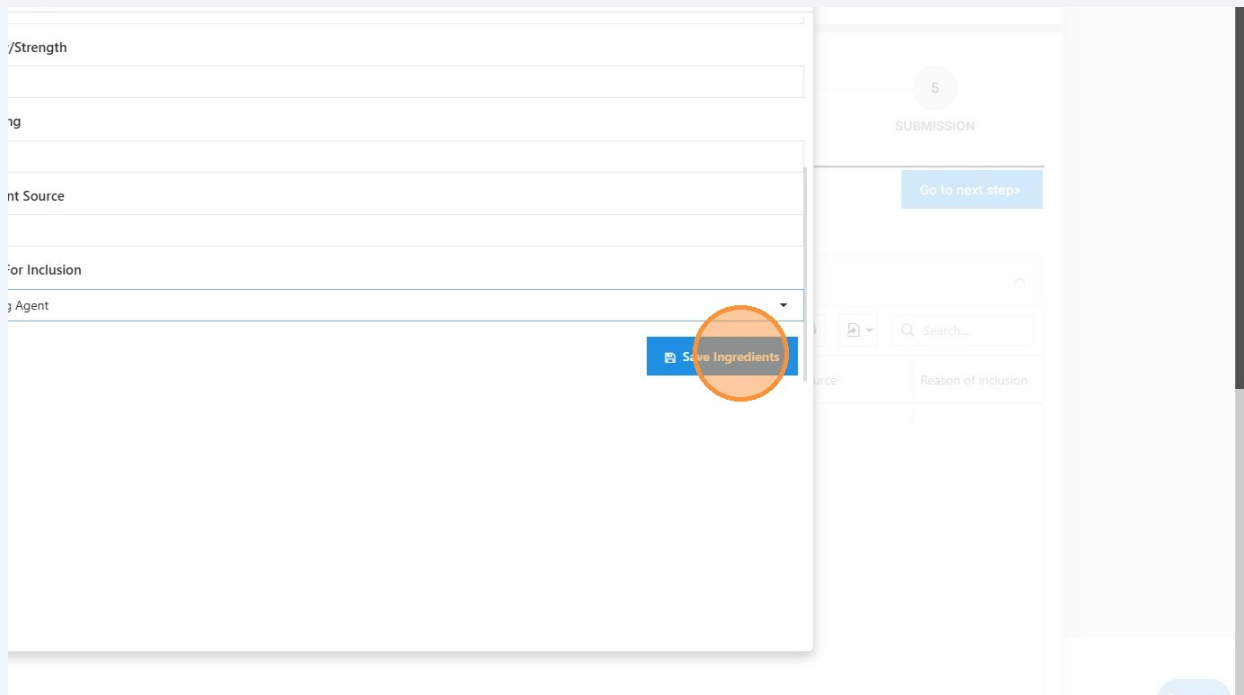 /Strength
5
SUBMISSION
ng
Go to next step»
nt Source
For Inclusion
g Agent
Search...
Save Ingredients
urce
Reason of inclusion